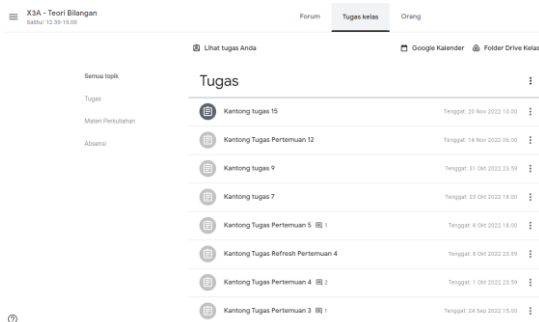 X3A - Teori Bilangan
Sabtu/ 12.30-15.00
Forum
Tugas kelas
Orang
Lihat tugas Anda
Google Kalender
Folder Drive Kelas
Semua topik
Tugas
Materi Perkuliahan
Absensi
Tugas
Kantong tugas 15 Tenggat: 20 Nov 2022 10.00
Kantong Tugas Pertemuan 12 Tenggat: 14 Nov 2022 06.00
Kantong tugas 9 Tenggat: 31 Okt 2022 23.59
Kantong tugas 7 Tenggat: 23 Okt 2022 18.00
Kantong Tugas Pertemuan 5 1 Tenggat: 8 Okt 2022 18.00
Kantong Tugas Refresh Pertemuan 4 Tenggat: 8 Okt 2022 23.59
Kantong Tugas Pertemuan 4 2 Tenggat: 1 Okt 2022 23.59
Kantong Tugas Pertemuan 3 1 Tenggat: 24 Sep 2022 15.00